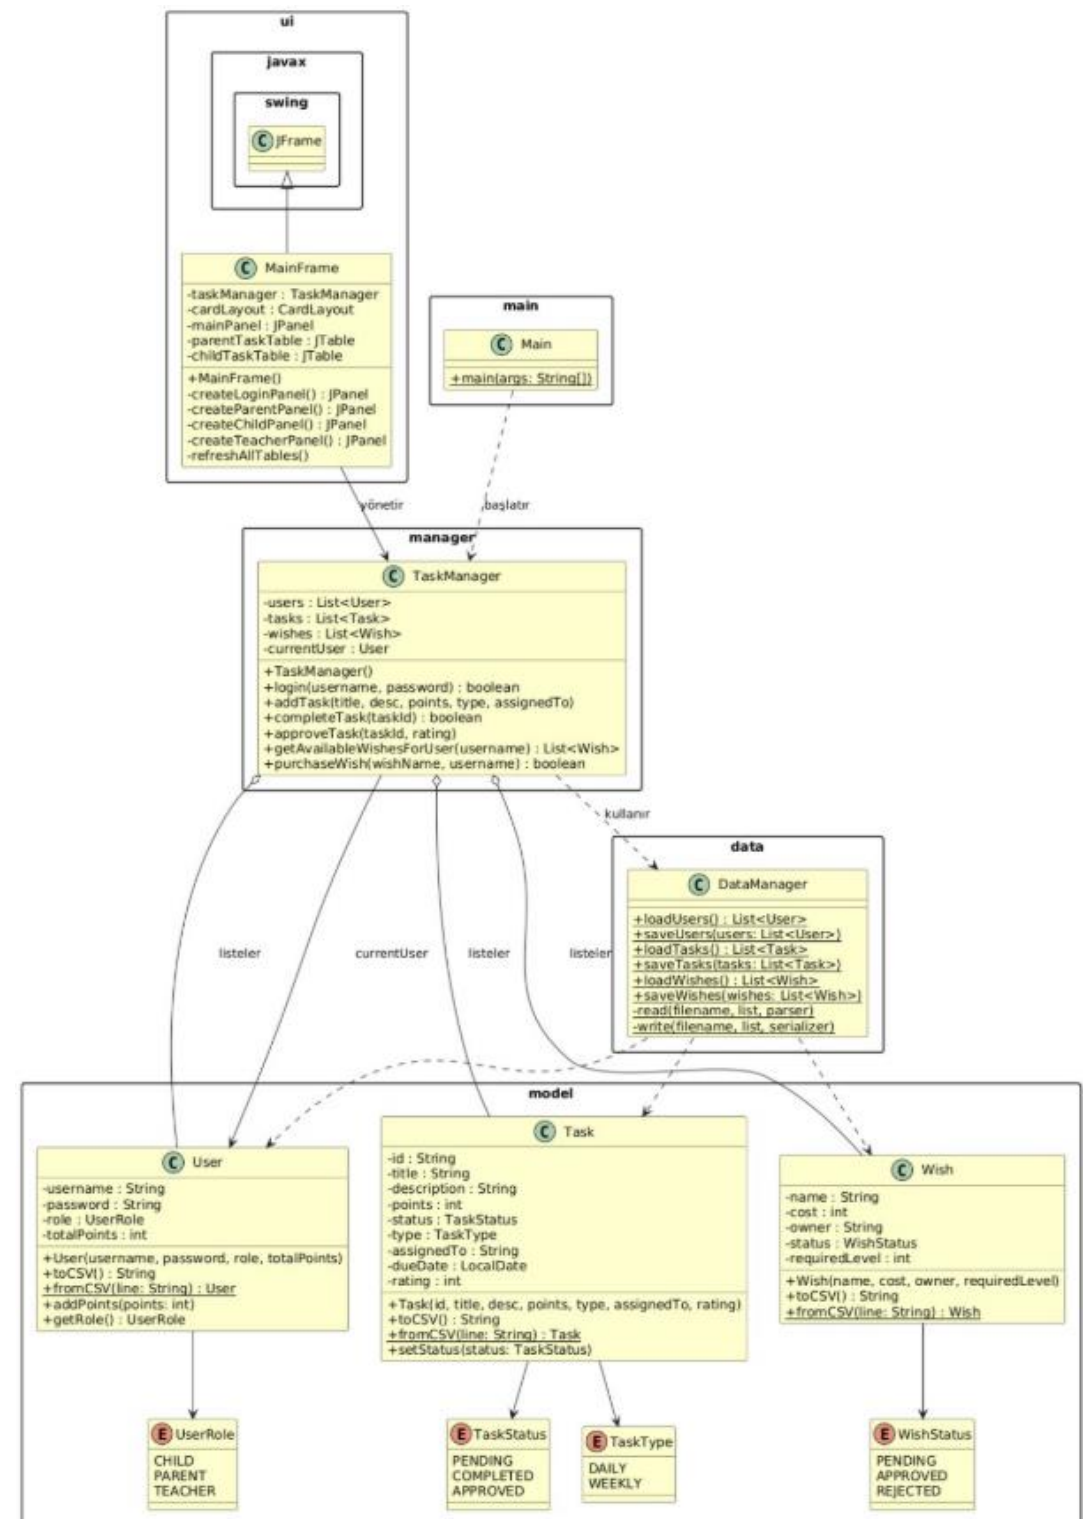 ui
javax
swing
C JFrame
C MainFrame
-taskManager : TaskManager
-cardLayout : CardLayout
-mainPanel : JPanel
-parentTaskTable : JTable
-childTaskTable : JTable
+MainFrame()
-createLoginPanel() : JPanel
-createParentPanel() : JPanel
-createChildPanel() : JPanel
-createTeacherPanel() : JPanel
-refreshAllTables()
main
C Main
+main(args: String[])
yönetir
başlatır
manager
C TaskManager
-users : List<User>
-tasks : List<Task>
-wishes : List<Wish>
-currentUser : User
+TaskManager()
+login(username, password) : boolean
+addTask(title, desc, points, type, assignedTo)
+completeTask(taskId) : boolean
+approveTask(taskId, rating)
+getAvailableWishesForUser(username) : List<Wish>
+purchaseWish(wishName, username) : boolean
kullanır
data
C DataManager
+loadUsers() : List<User>
+saveUsers(users: List<User>)
+loadTasks() : List<Task>
+saveTasks(tasks: List<Task>)
+loadWishes() : List<Wish>
+saveWishes(wishes: List<Wish>)
-read(filename, list, parser)
-write(filename, list, serializer)
listeler
currentUser
listeler
listeler
model
C User
-username : String
-password : String
-role : UserRole
-totalPoints : int
+User(username, password, role, totalPoints)
+toCSV() : String
+fromCSV(line: String) : User
+addPoints(points: int)
+getRole() : UserRole
C Task
-id : String
-title : String
-description : String
-points : int
-status : TaskStatus
-type : TaskType
-assignedTo : String
-dueDate : LocalDate
-rating : int
+Task(id, title, desc, points, type, assignedTo, rating)
+toCSV() : String
+fromCSV(line: String) : Task
+setStatus(status: TaskStatus)
C Wish
-name : String
-cost : int
-owner : String
-status : WishStatus
-requiredLevel : int
+Wish(name, cost, owner, requiredLevel)
+toCSV() : String
+fromCSV(line: String) : Wish
E UserRole
CHILD
PARENT
TEACHER
E TaskStatus
PENDING
COMPLETED
APPROVED
E TaskType
DAILY
WEEKLY
E WishStatus
PENDING
APPROVED
REJECTED